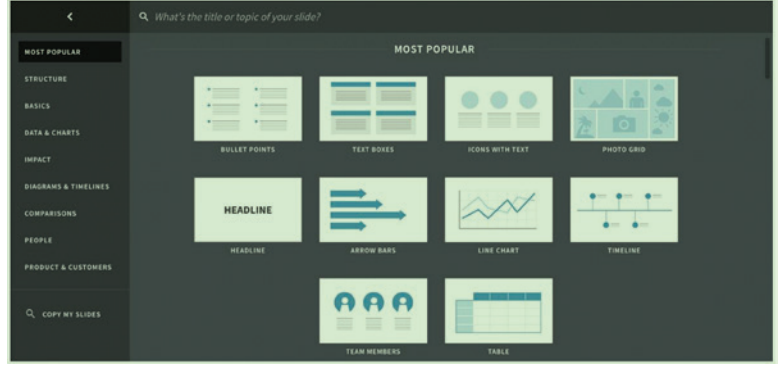 What's the title or topic of your slide?
MOST POPULAR
STRUCTURE
BASICS
DATA & CHARTS
IMPACT
DIAGRAMS & TIMELINES
COMPARISONS
PEOPLE
PRODUCT & CUSTOMERS
COPY MY SLIDES
MOST POPULAR
BULLET POINTS
TEXT BOXES
ICONS WITH TEXT
PHOTO GRID
HEADLINE
HEADLINE
ARROW BARS
LINE CHART
TIMELINE
TEAM MEMBERS
TABLE